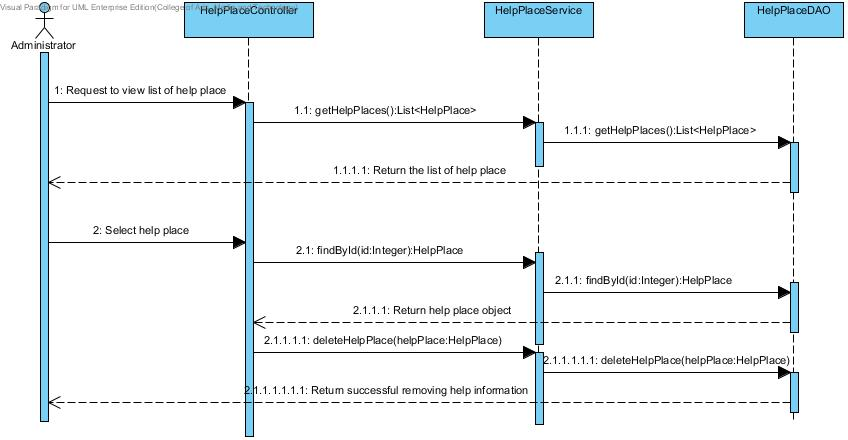 Visual Paradigm for UML Enterprise Edition(College of
HelpPlaceController
HelpPlaceService
HelpPlaceDAO
Administrator
1: Request to view list of help place
1.1: getHelpPlaces():List<HelpPlace>
1.1.1: getHelpPlaces():List<HelpPlace>
1.1.1.1: Return the list of help place
2: Select help place
2.1: findById(id:Integer):HelpPlace
2.1.1: findById(id:Integer):HelpPlace
2.1.1.1: Return help place object
2.1.1.1.1: deleteHelpPlace(helpPlace:HelpPlace)
2.1.1.1.1.1: deleteHelpPlace(helpPlace:HelpPlace)
2.1.1.1.1.1.1: Return successful removing help information